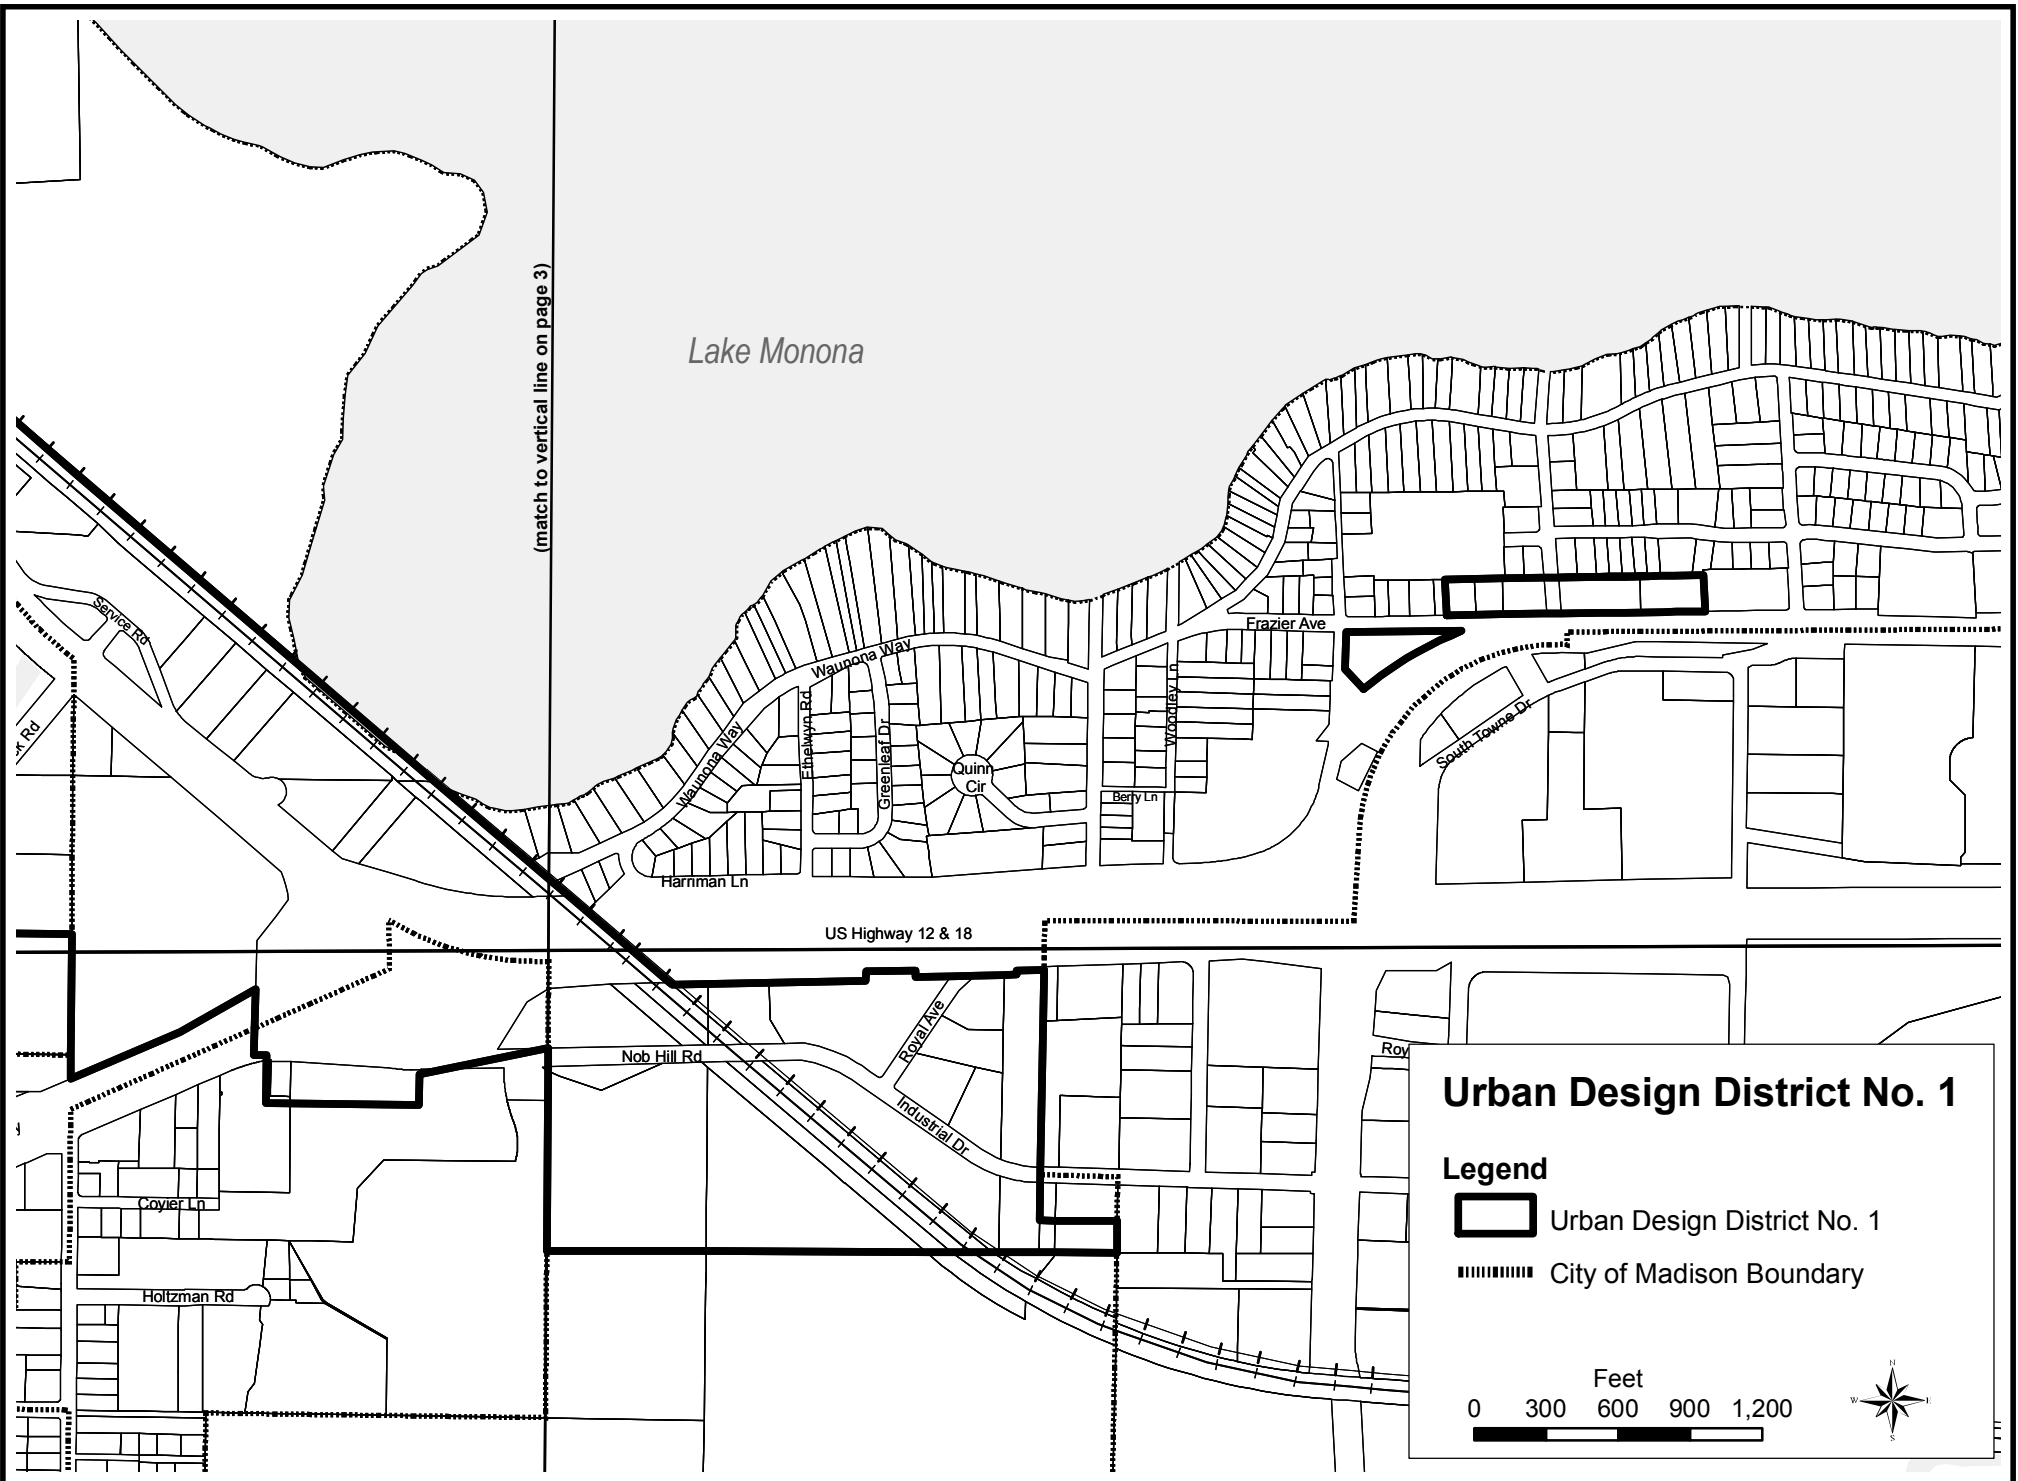 (match to vertical line on page 3)
Lake Monona
Service Rd
Frazier Ave
Waunona Way
Woodley Ln
Ethelwyn Rd
Greenleaf Dr
Waunona Way
South Towne Dr
Quinn
Cir
Berry Ln
Harriman Ln
US Highway 12 & 18
Royal Ave
Nob Hill Rd
Industrial Dr
Coyier Ln
Holtzman Rd
Urban Design District No. 1
Legend
Urban Design District No. 1
City of Madison Boundary
Feet
0 300 600 900 1,200
N
W E
S